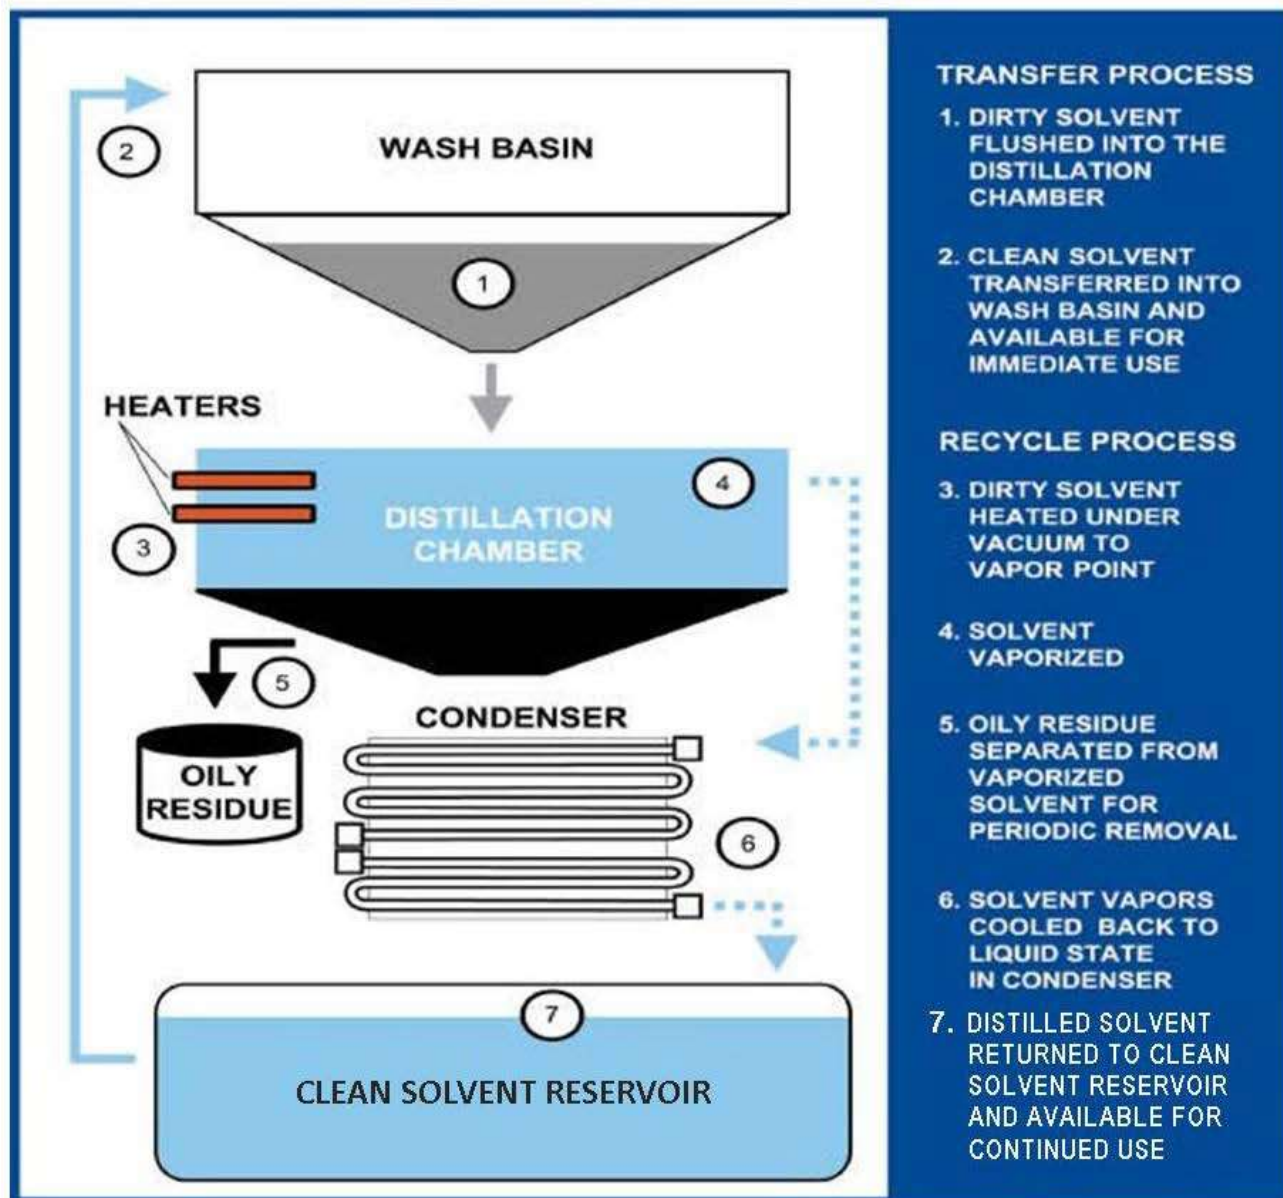 WASH BASIN
2
1
HEATERS
4
DISTILLATION
CHAMBER
3
5
CONDENSER
OILY
RESIDUE
6
7
CLEAN SOLVENT RESERVOIR
TRANSFER PROCESS
1. DIRTY SOLVENT
FLUSHED INTO THE
DISTILLATION
CHAMBER
2. CLEAN SOLVENT
TRANSFERRED INTO
WASH BASIN AND
AVAILABLE FOR
IMMEDIATE USE
RECYCLE PROCESS
3. DIRTY SOLVENT
HEATED UNDER
VACUUM TO
VAPOR POINT
4. SOLVENT
VAPORIZED
5. OILY RESIDUE
SEPARATED FROM
VAPORIZED
SOLVENT FOR
PERIODIC REMOVAL
6. SOLVENT VAPORS
COOLED BACK TO
LIQUID STATE
IN CONDENSER
7. DISTILLED SOLVENT
RETURNED TO CLEAN
SOLVENT RESERVOIR
AND AVAILABLE FOR
CONTINUED USE